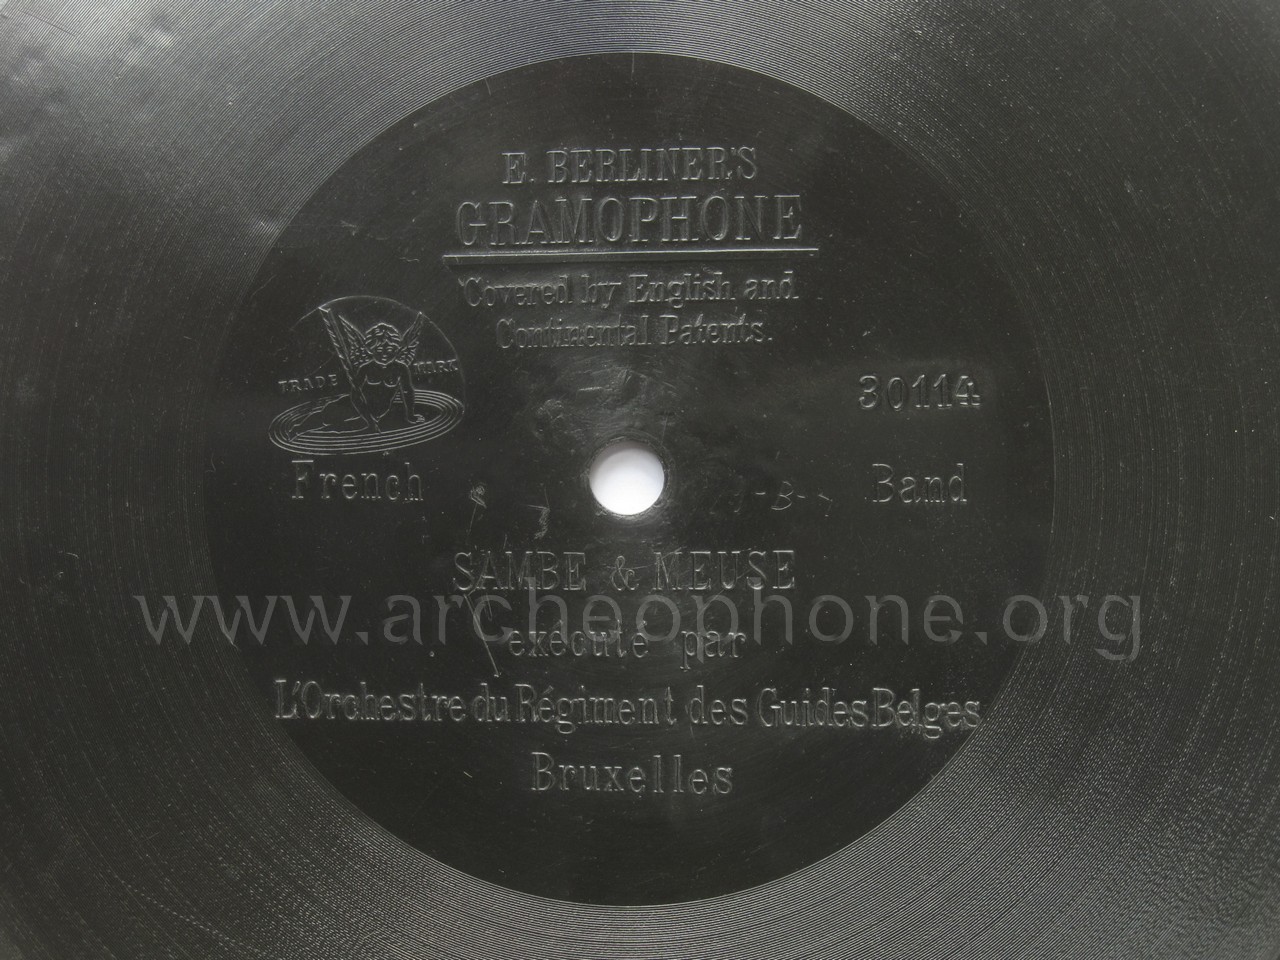 E. BERLINER'S
GRAMOPHONE
Covered by English and
Continental Patents.
TRADE MARK
30114
French
Band
-B-
SAMBE & MEUSE
www.archeophone.org
exécuté par
L'Orchestre du Régiment des Guides Belges
Bruxelles